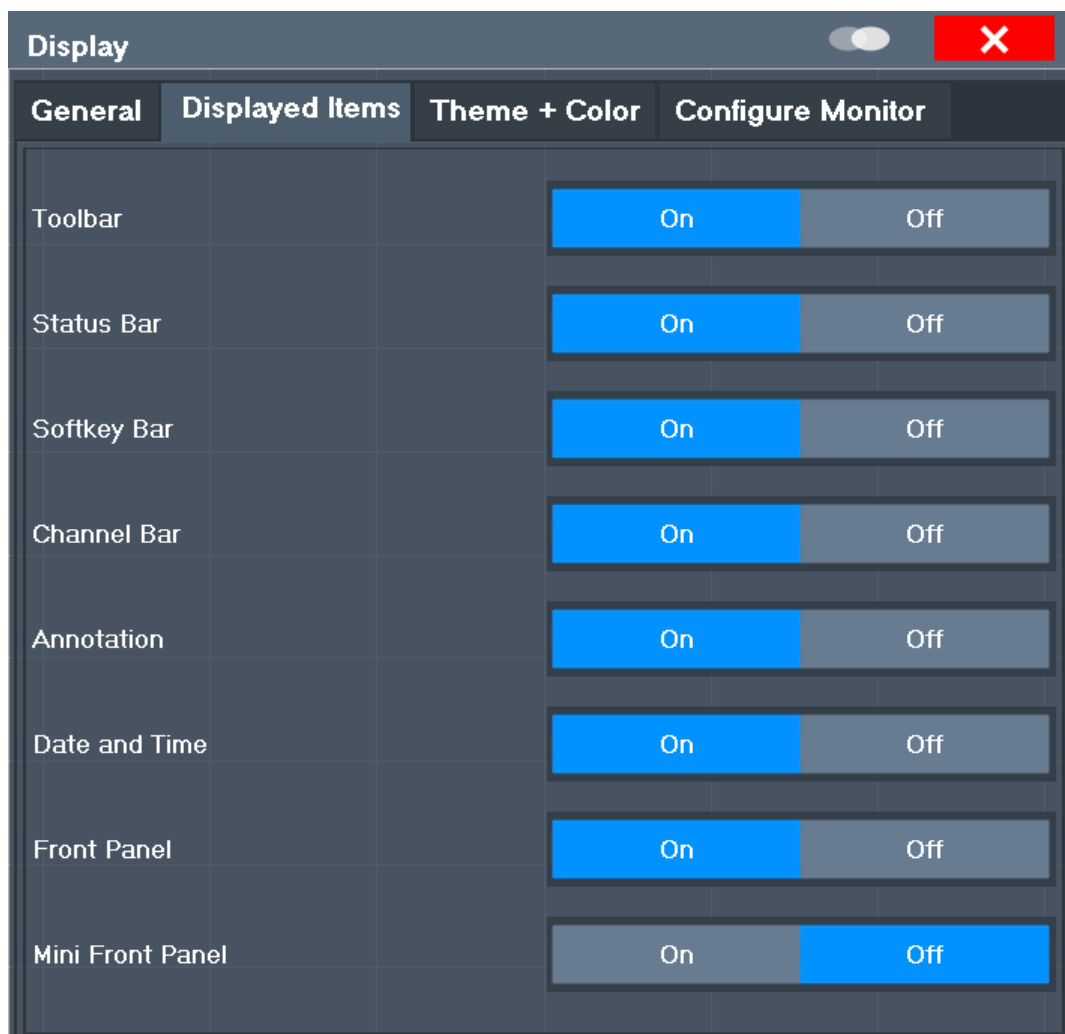 Display
General Displayed Items Theme + Color Configure Monitor
Toolbar On Off
Status Bar On Off
Softkey Bar On Off
Channel Bar On Off
Annotation On Off
Date and Time On Off
Front Panel On Off
Mini Front Panel On Off